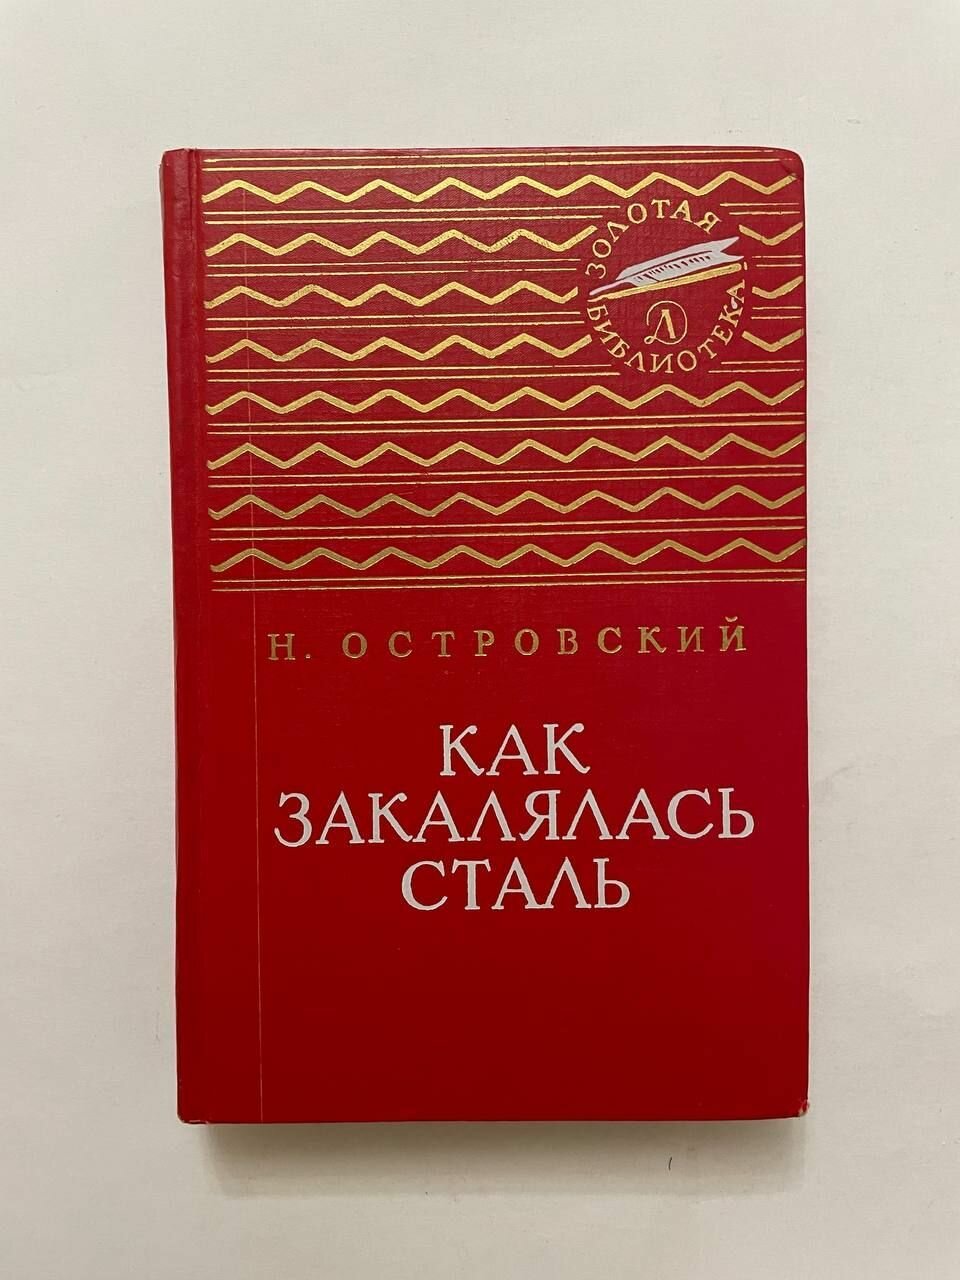 ЗОЛОТАЯ
БИБЛИОТЕКА
Д
Н. ОСТРОВСКИЙ
КАК
ЗАКАЛЯЛАСЬ
СТАЛЬ